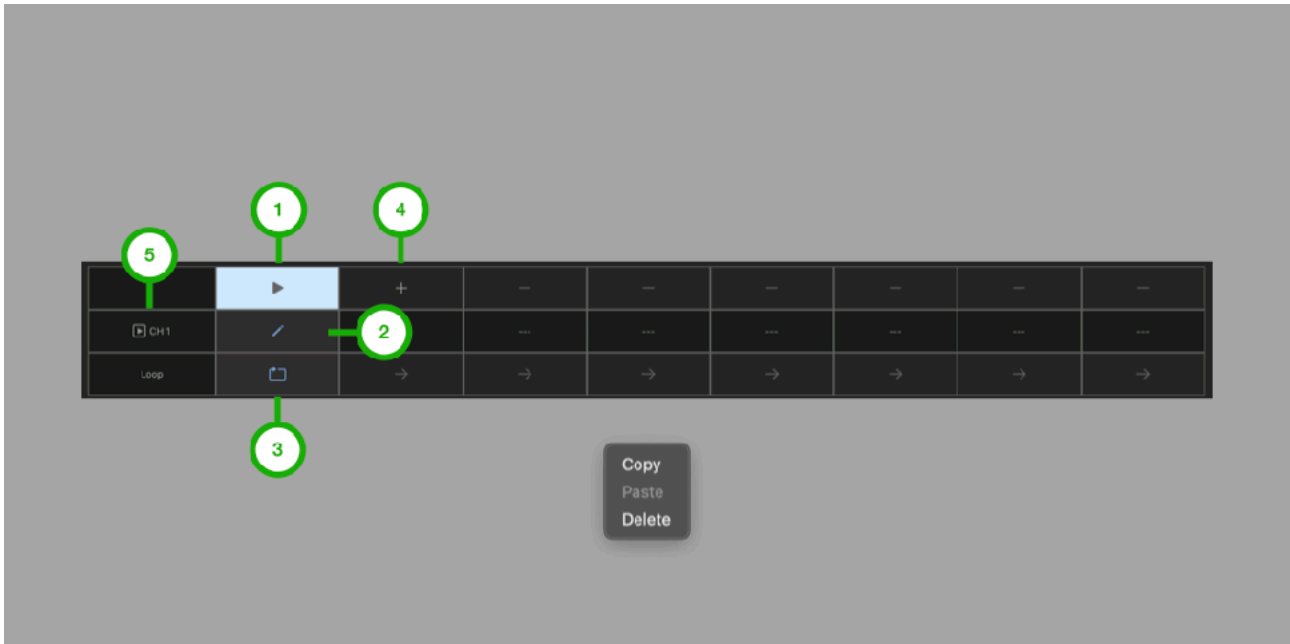 1 4
5
+ — — — — — —
CH1 2 --- --- --- --- --- ---
Loop → → → → → → →
3
Copy
Paste
Delete